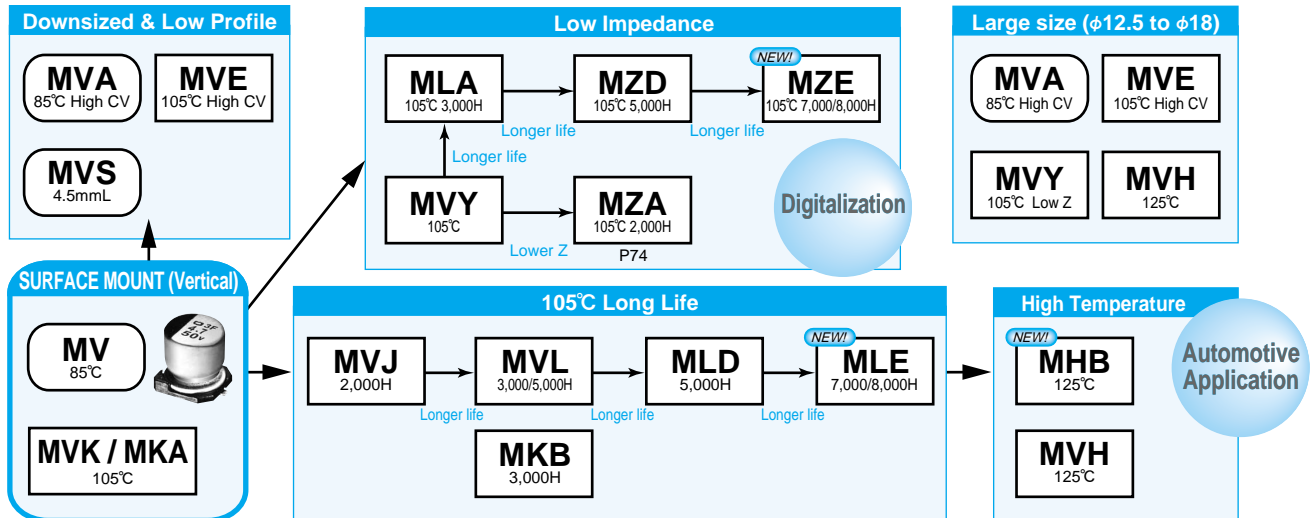 Downsized & Low Profile
MVA
85℃ High CV
MVE
105℃ High CV
MVS
4.5mmL
Low Impedance
MLA
105℃ 3,000H
Longer life
MZD
105℃ 5,000H
Longer life
NEW!
MZE
105℃ 7,000/8,000H
Longer life
MVY
105℃
Lower Z
MZA
105℃ 2,000H
P74
Digitalization
Large size (φ12.5 to φ18)
MVA
85℃ High CV
MVE
105℃ High CV
MVY
105℃ Low Z
MVH
125℃
SURFACE MOUNT (Vertical)
MV
85℃
3F
4.7
50V
MVK / MKA
105℃
105℃ Long Life
MVJ
2,000H
Longer life
MVL
3,000/5,000H
Longer life
MLD
5,000H
Longer life
NEW!
MLE
7,000/8,000H
MKB
3,000H
High Temperature
NEW!
MHB
125℃
MVH
125℃
Automotive
Application